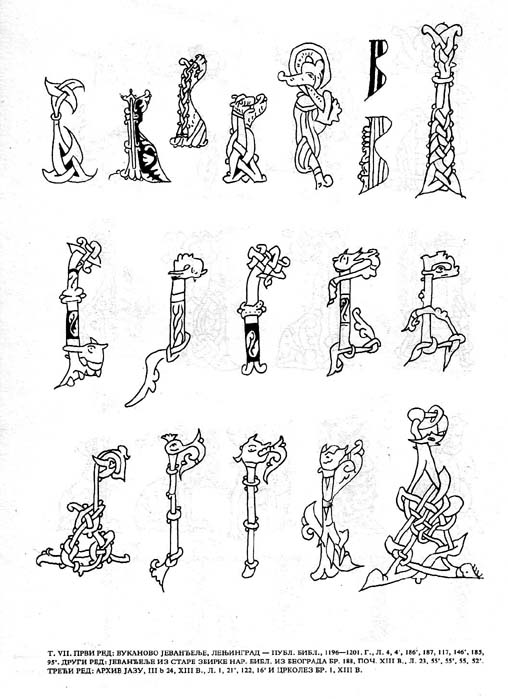 Т. VII. ПРВИ РЕД: ВУКАНОВО ЈЕВАНЂЕЉЕ, ЛЕЊИНГРАД — ПУБЛ. БИБЛ., 1196—1201. Г., Л. 4, 4', 186', 187, 117, 146', 185,
95'. ДРУГИ РЕД: ЈЕВАНЂЕЉЕ ИЗ СТАРЕ ЗБИРКЕ НАР. БИБЛ. ИЗ БЕОГРАДА БР. 188, ПОЧ. XIII В., Л. 23, 53', 55', 55, 52'.
ТРЕЋИ РЕД: АРХИВ ЈАЗУ, III b 24, XIII В., Л. 1, 21', 122, 16' И ЦРКОЛЕЗ БР. 1, XIII В.